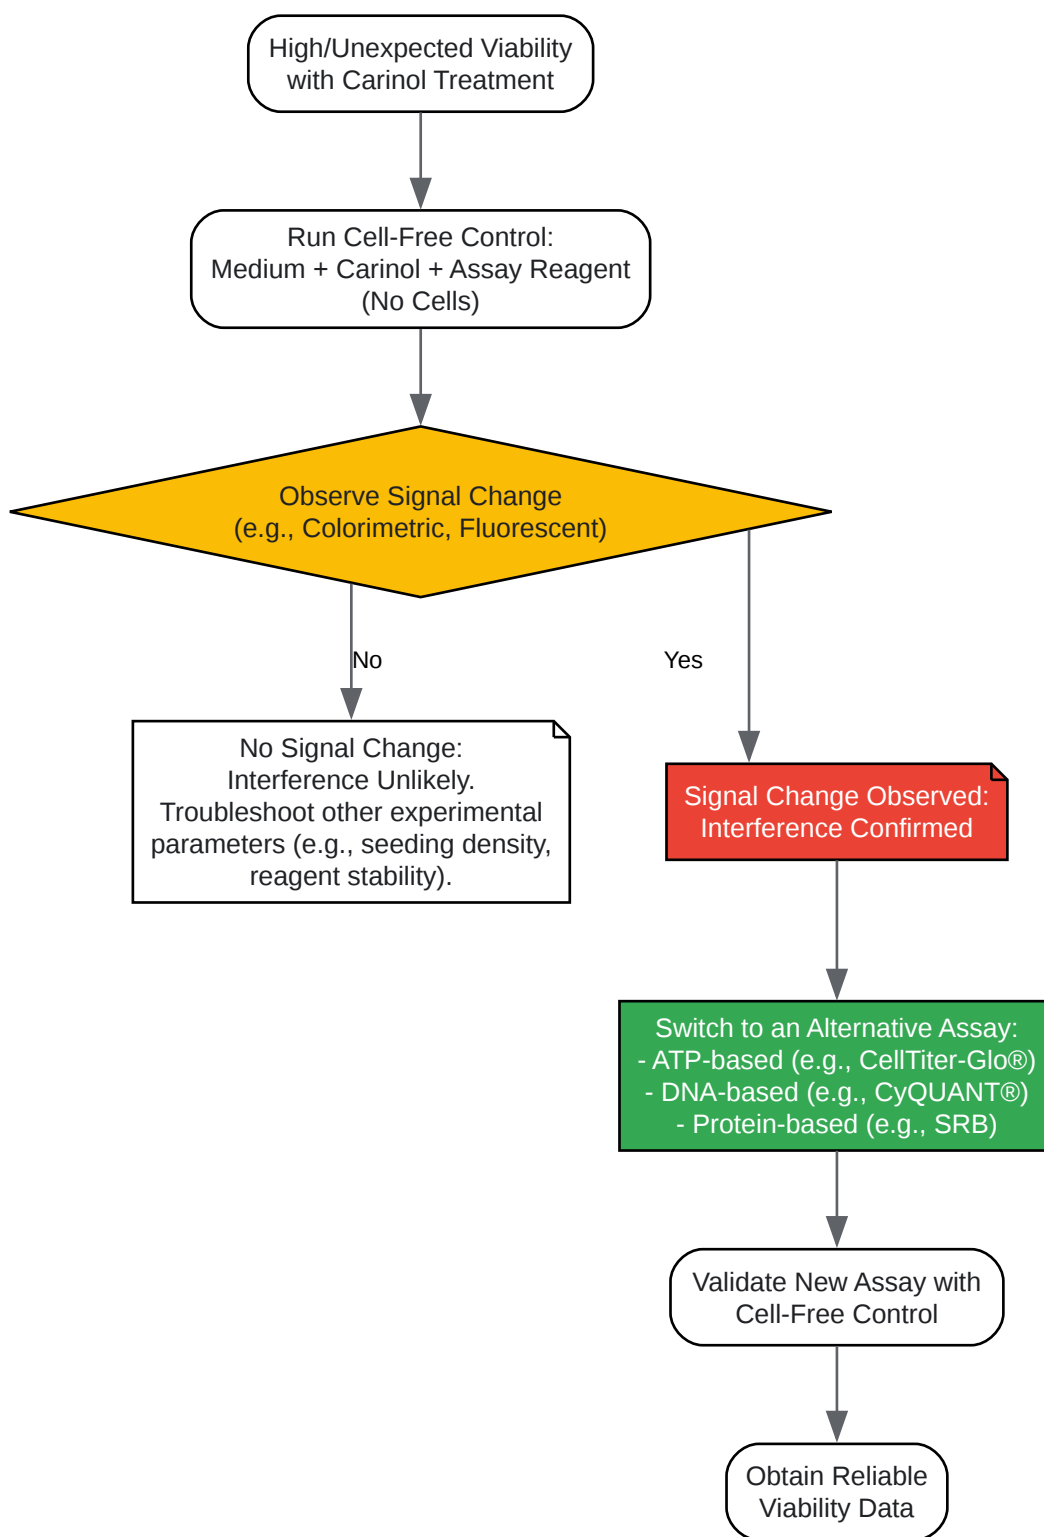 High/Unexpected Viability
with Carinol Treatment
Run Cell-Free Control:
Medium + Carinol + Assay Reagent
(No Cells)
Observe Signal Change
(e.g., Colorimetric, Fluorescent)
No
Yes
No Signal Change:
Interference Unlikely.
Troubleshoot other experimental
parameters (e.g., seeding density,
reagent stability).
Signal Change Observed:
Interference Confirmed
Switch to an Alternative Assay:
- ATP-based (e.g., CellTiter-Glo®)
- DNA-based (e.g., CyQUANT®)
- Protein-based (e.g., SRB)
Validate New Assay with
Cell-Free Control
Obtain Reliable
Viability Data